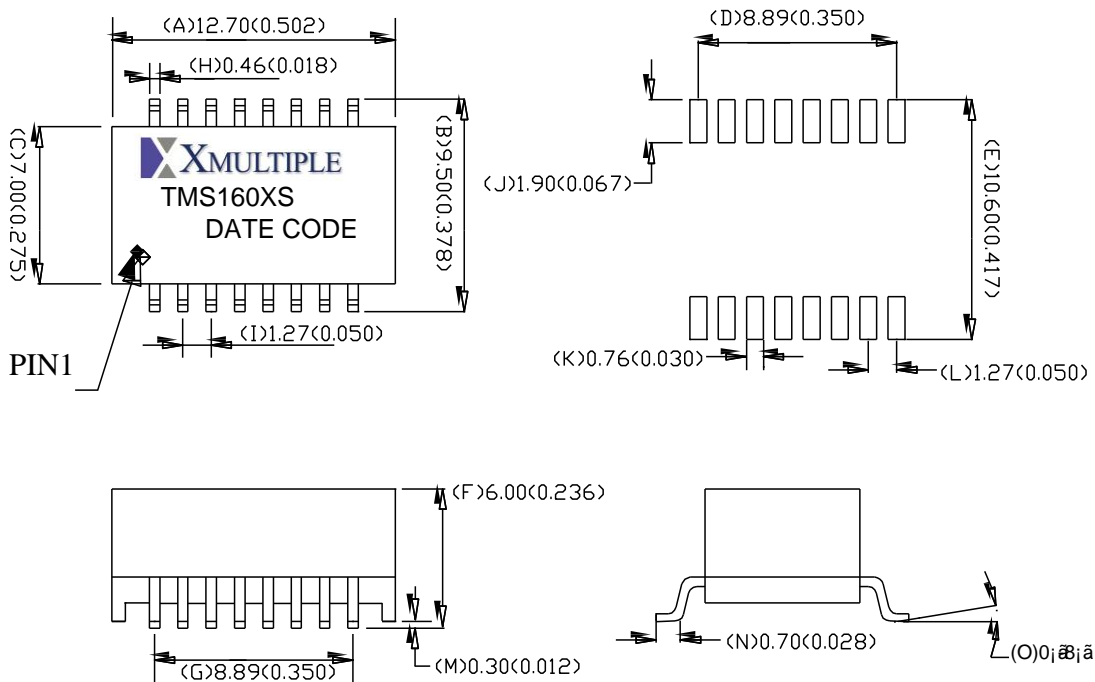 (A)12.70(0.502)
(H)0.46(0.018)
(C)7.00(0.275)
XMULTIPLE
TMS160XS
DATE CODE
(B)9.50(0.378)
(I)1.27(0.050)
PIN1
(D)8.89(0.350)
(J)1.90(0.067)
(E)10.60(0.417)
(K)0.76(0.030)
(L)1.27(0.050)
(F)6.00(0.236)
(G)8.89(0.350)
(M)0.30(0.012)
(N)0.70(0.028)
(O)0¡ã8¡ã